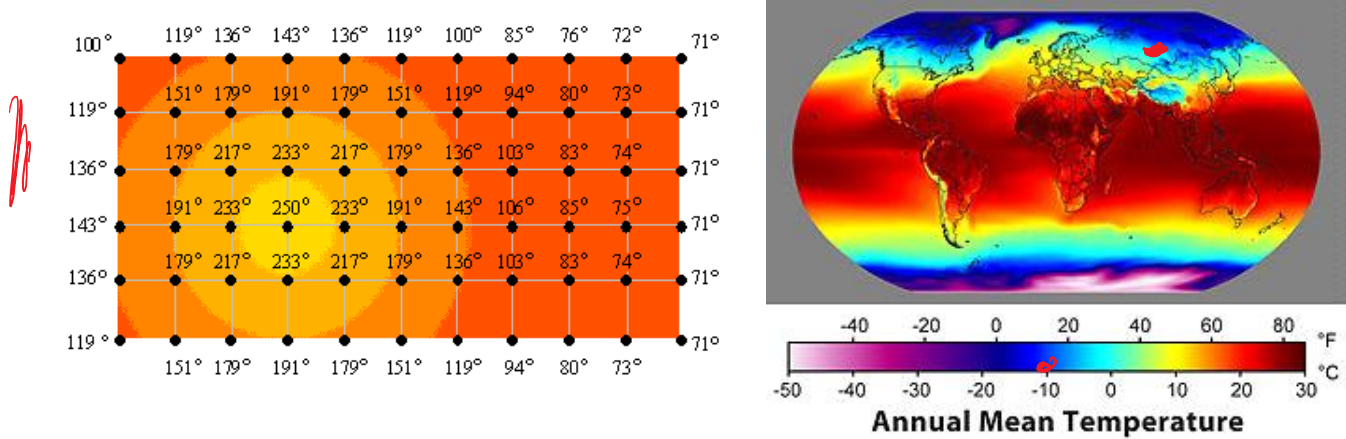 100° 119° 136° 143° 136° 119° 100° 85° 76° 72° 71°
119° 151° 179° 191° 179° 151° 119° 94° 80° 73° 71°
136° 179° 217° 233° 217° 179° 136° 103° 83° 74° 71°
143° 191° 233° 250° 233° 191° 143° 106° 85° 75° 71°
136° 179° 217° 233° 217° 179° 136° 103° 83° 74° 71°
119° 151° 179° 191° 179° 151° 119° 94° 80° 73° 71°
-40 -20 0 20 40 60 80 °F
-50 -40 -30 -20 -10 0 10 20 30 °C
Annual Mean Temperature